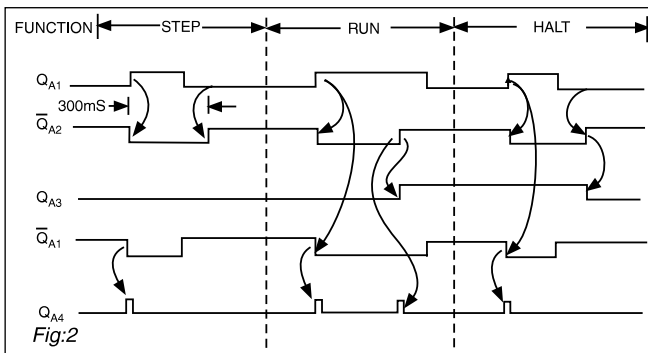 FUNCTION STEP RUN HALT
QA1
300mS
Q̅A2
QA3
Q̅A1
QA4
Fig:2